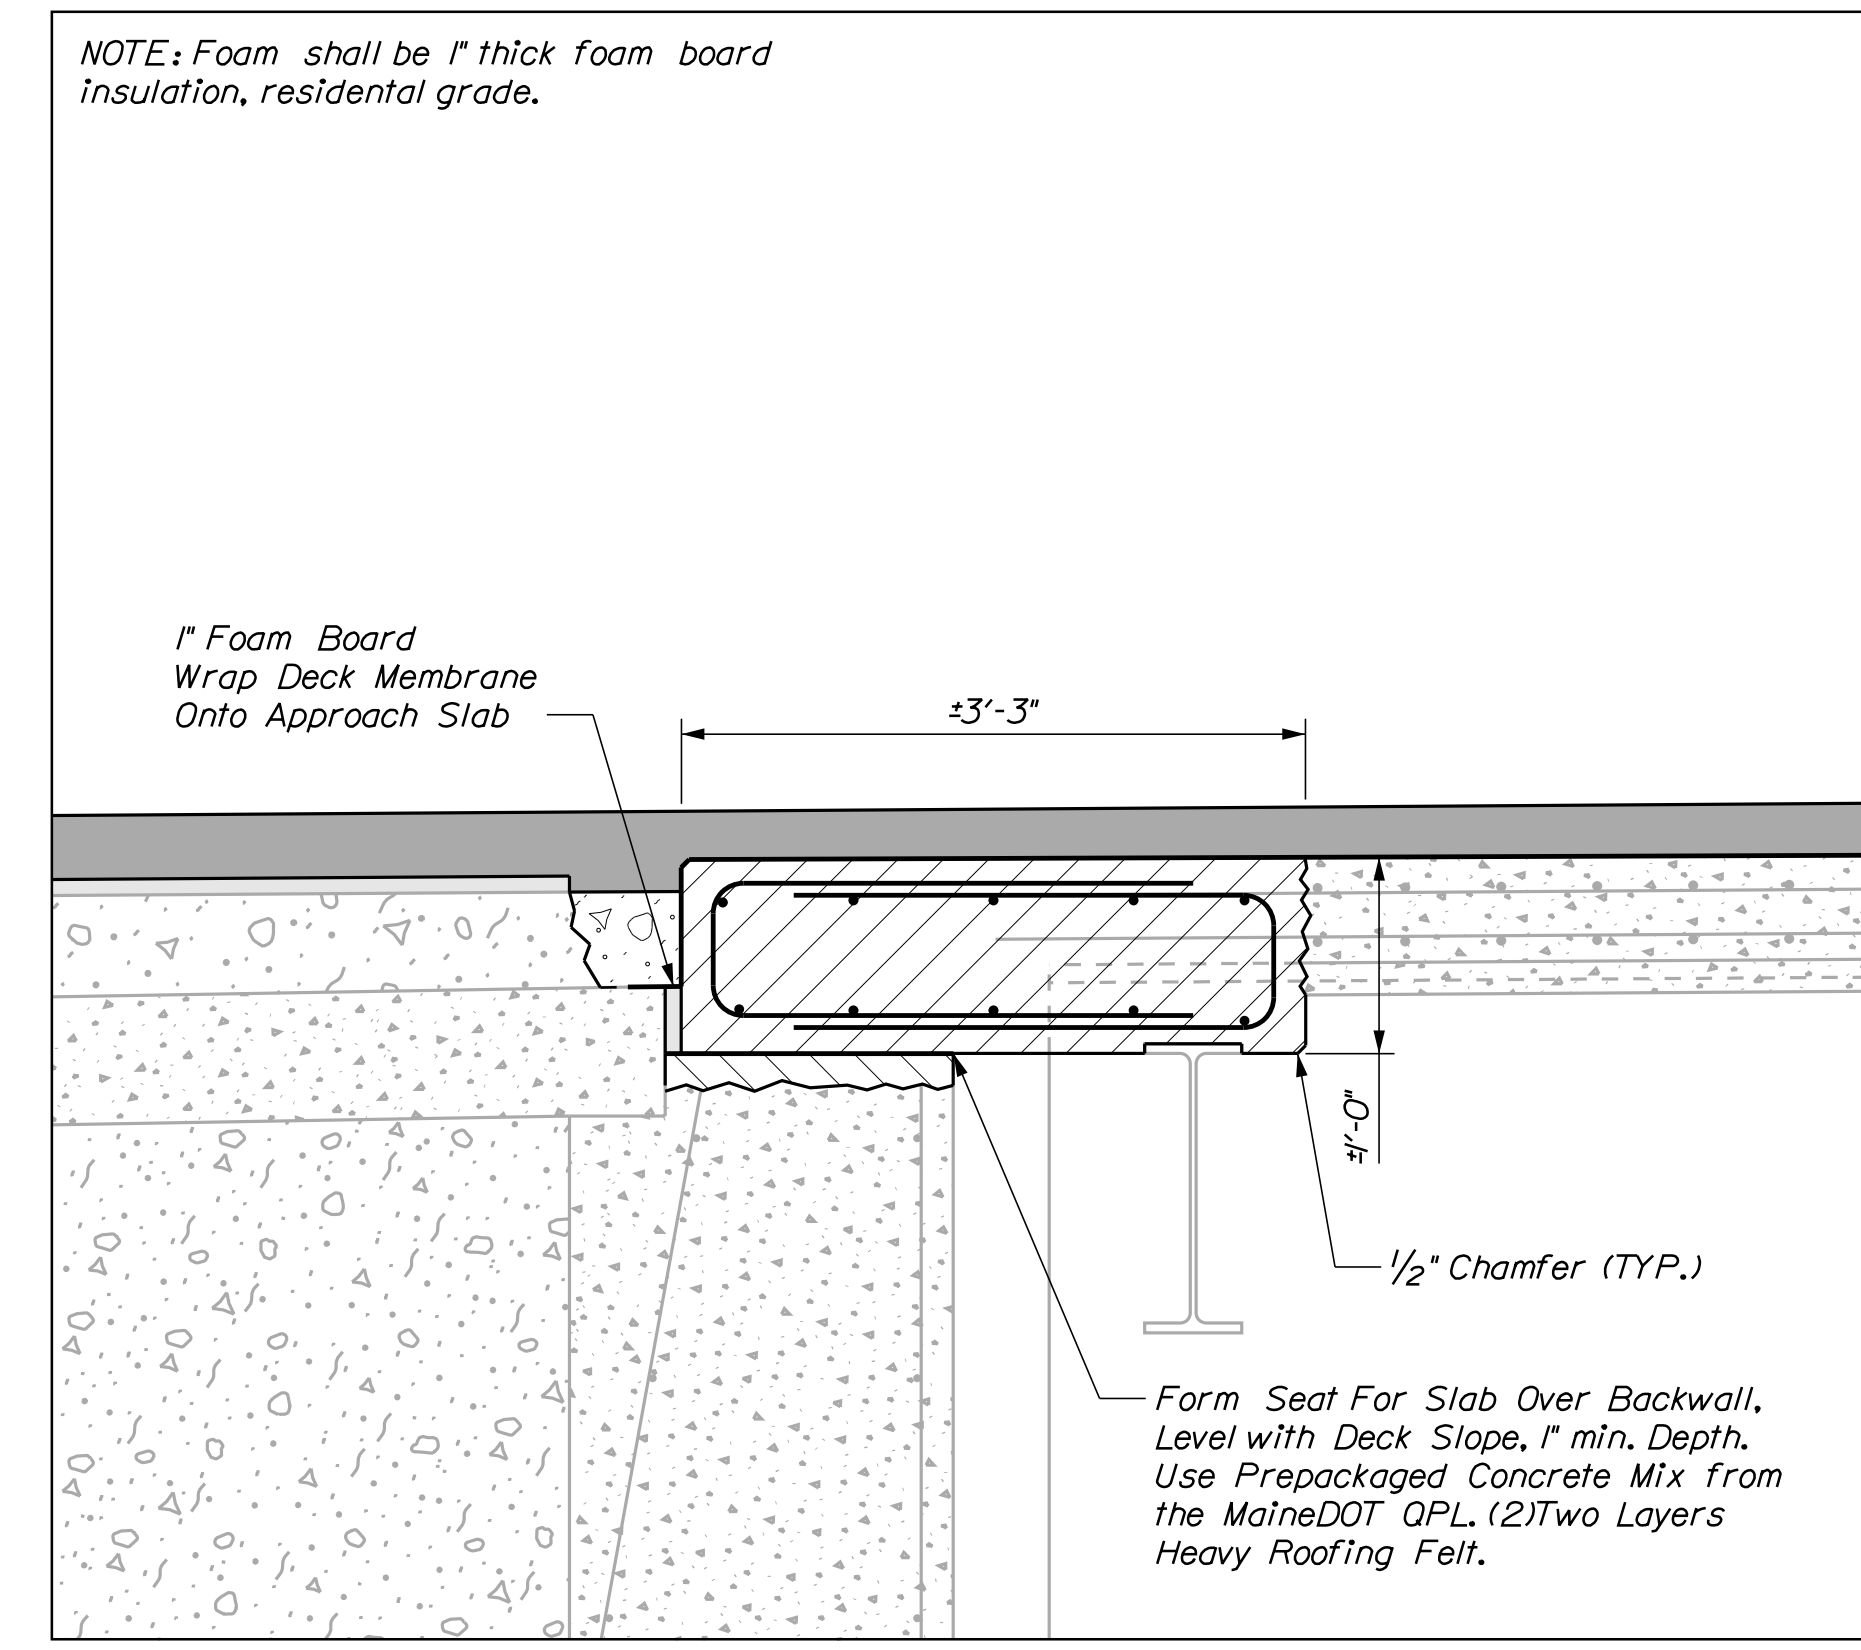 NOTE: Foam shall be 1" thick foam board
insulation, residental grade.
1" Foam Board
Wrap Deck Membrane
Onto Approach Slab
±3'-3"
±1'-0"
1/2" Chamfer (TYP.)
Form Seat For Slab Over Backwall,
Level with Deck Slope, 1" min. Depth.
Use Prepackaged Concrete Mix from
the MaineDOT QPL. (2)Two Layers
Heavy Roofing Felt.